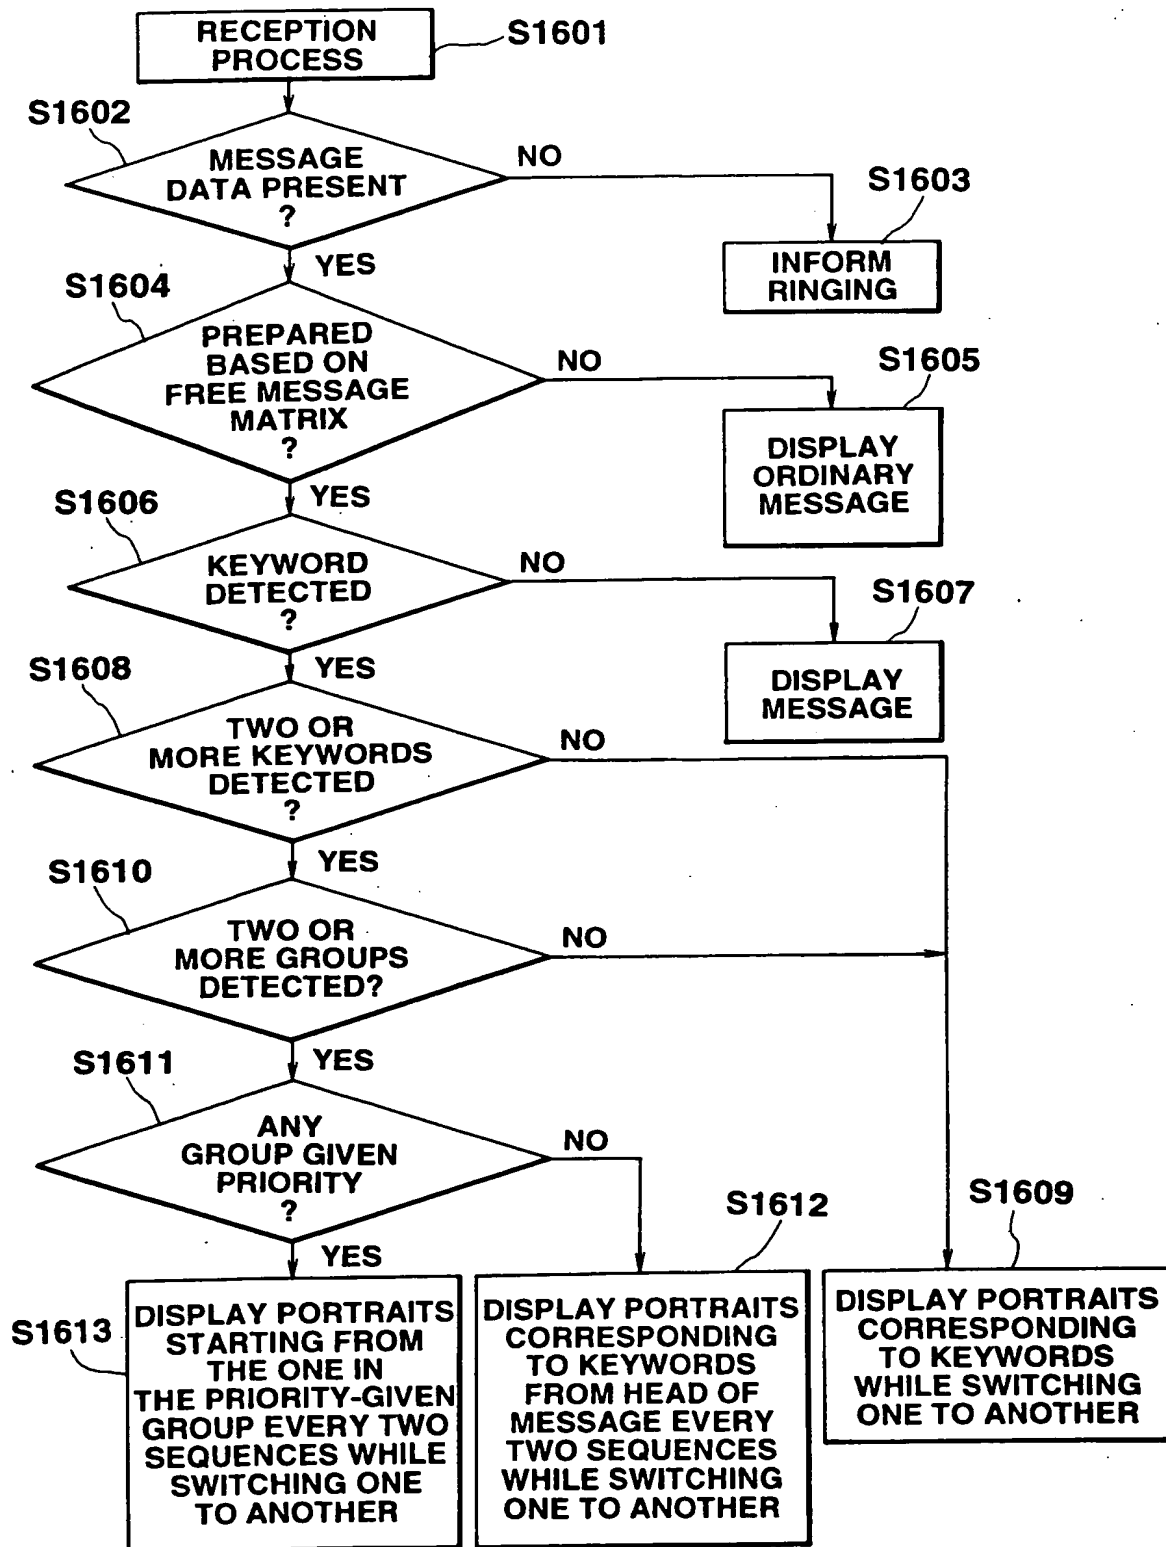 RECEPTION
PROCESS
S1601
S1602
MESSAGE
DATA PRESENT
?
NO
S1603
INFORM
RINGING
YES
S1604
PREPARED
BASED ON
FREE MESSAGE
MATRIX
?
NO
S1605
DISPLAY
ORDINARY
MESSAGE
YES
S1606
KEYWORD
DETECTED
?
NO
S1607
DISPLAY
MESSAGE
YES
S1608
TWO OR
MORE KEYWORDS
DETECTED
?
NO
YES
S1610
TWO OR
MORE GROUPS
DETECTED?
NO
YES
S1611
ANY
GROUP GIVEN
PRIORITY
?
NO
YES
S1613
DISPLAY PORTRAITS
STARTING FROM
THE ONE IN
THE PRIORITY-GIVEN
GROUP EVERY TWO
SEQUENCES WHILE
SWITCHING ONE
TO ANOTHER
S1612
DISPLAY PORTRAITS
CORRESPONDING
TO KEYWORDS
FROM HEAD OF
MESSAGE EVERY
TWO SEQUENCES
WHILE SWITCHING
ONE TO ANOTHER
S1609
DISPLAY PORTRAITS
CORRESPONDING
TO KEYWORDS
WHILE SWITCHING
ONE TO ANOTHER